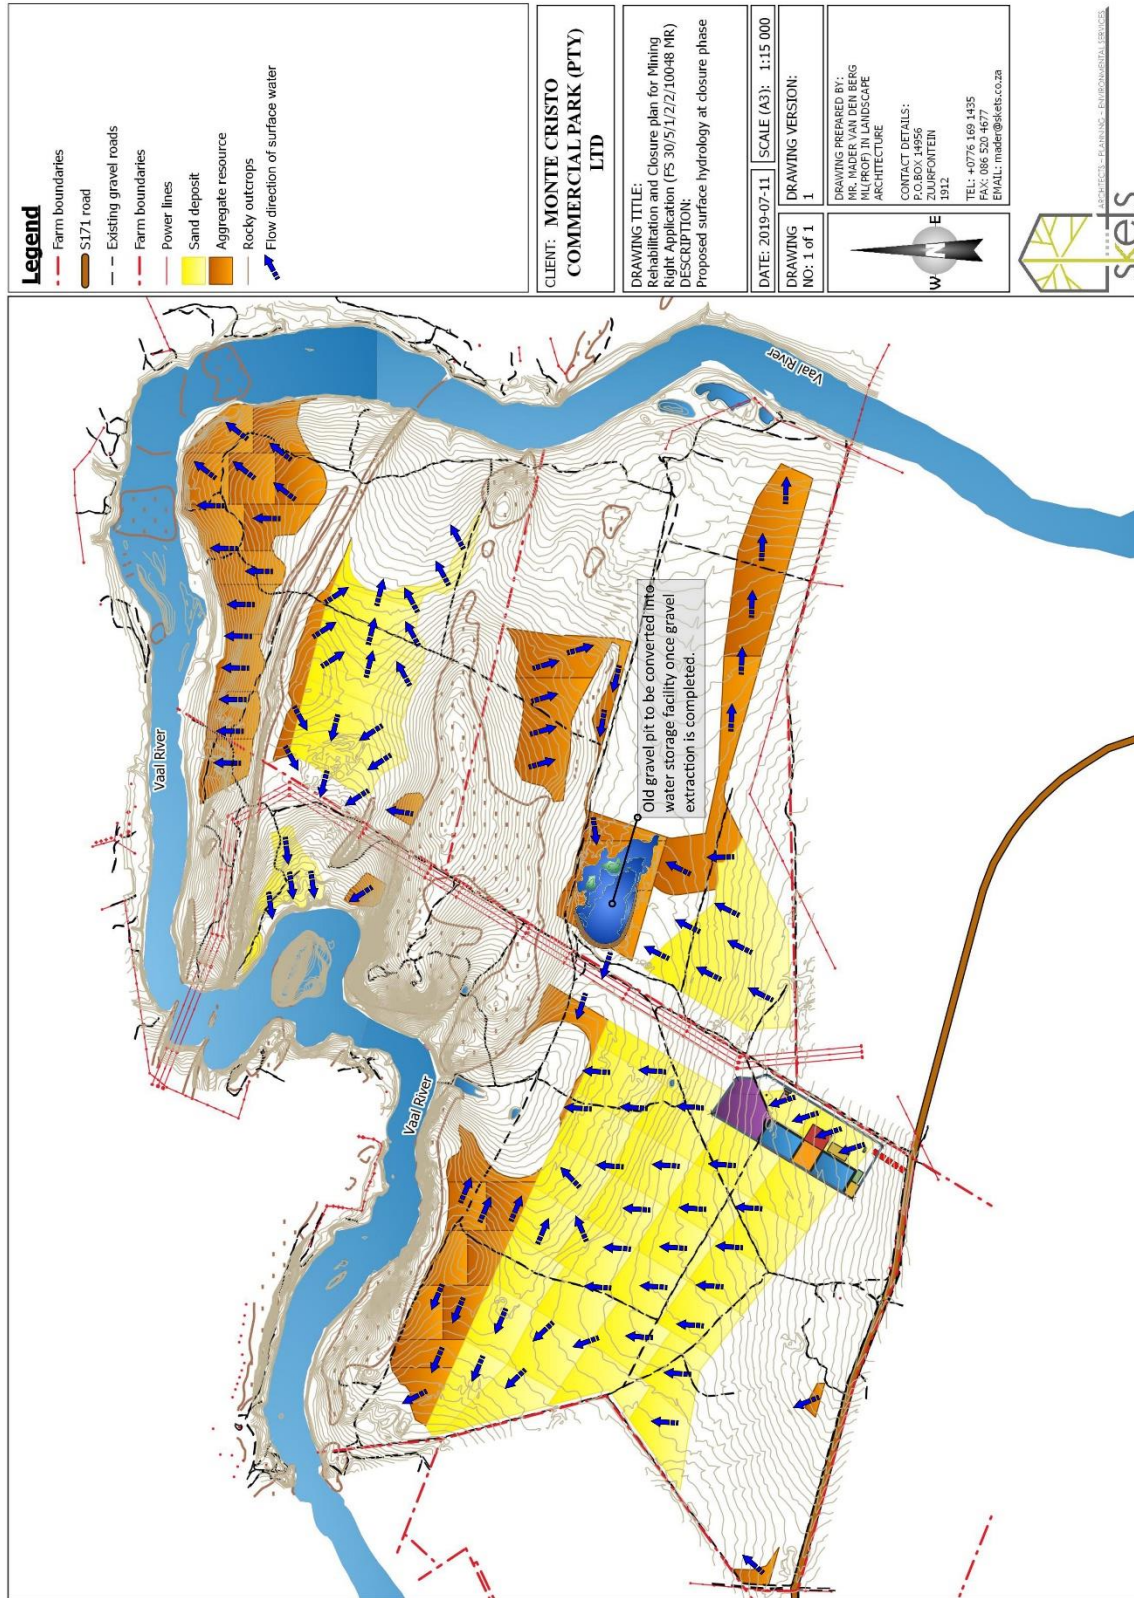 Legend
Farm boundaries
S171 road
Existing gravel roads
Farm boundaries
Power lines
Sand deposit
Aggregate resource
Rocky outcrops
Flow direction of surface water
CLIENT: MONTE CRISTO
COMMERCIAL PARK (PTY)
LTD
DRAWING TITLE:
Rehabilitation and Closure plan for Mining
Right Application (FS 30/5/1/2/2/10048 MR)
DESCRIPTION:
Proposed surface hydrology at closure phase
DATE: 2019-07-11
SCALE (A3): 1:15 000
DRAWING
NO: 1 of 1
DRAWING VERSION:
1
W N E
DRAWING PREPARED BY:
MR. MADER VAN DEN BERG
ML(PROF) IN LANDSCAPE
ARCHITECTURE
CONTACT DETAILS:
P.O.BOX 14956
ZUURFONTEIN
1912
TEL: +0776 169 1435
FAX: 086 520 4677
EMAIL: mader@skets.co.za
skets
ARCHITECTS - PLANNING - ENVIRONMENTAL SERVICES
Vaal River
Vaal River
Vaal River
Old gravel pit to be converted into
water storage facility once gravel
extraction is completed.